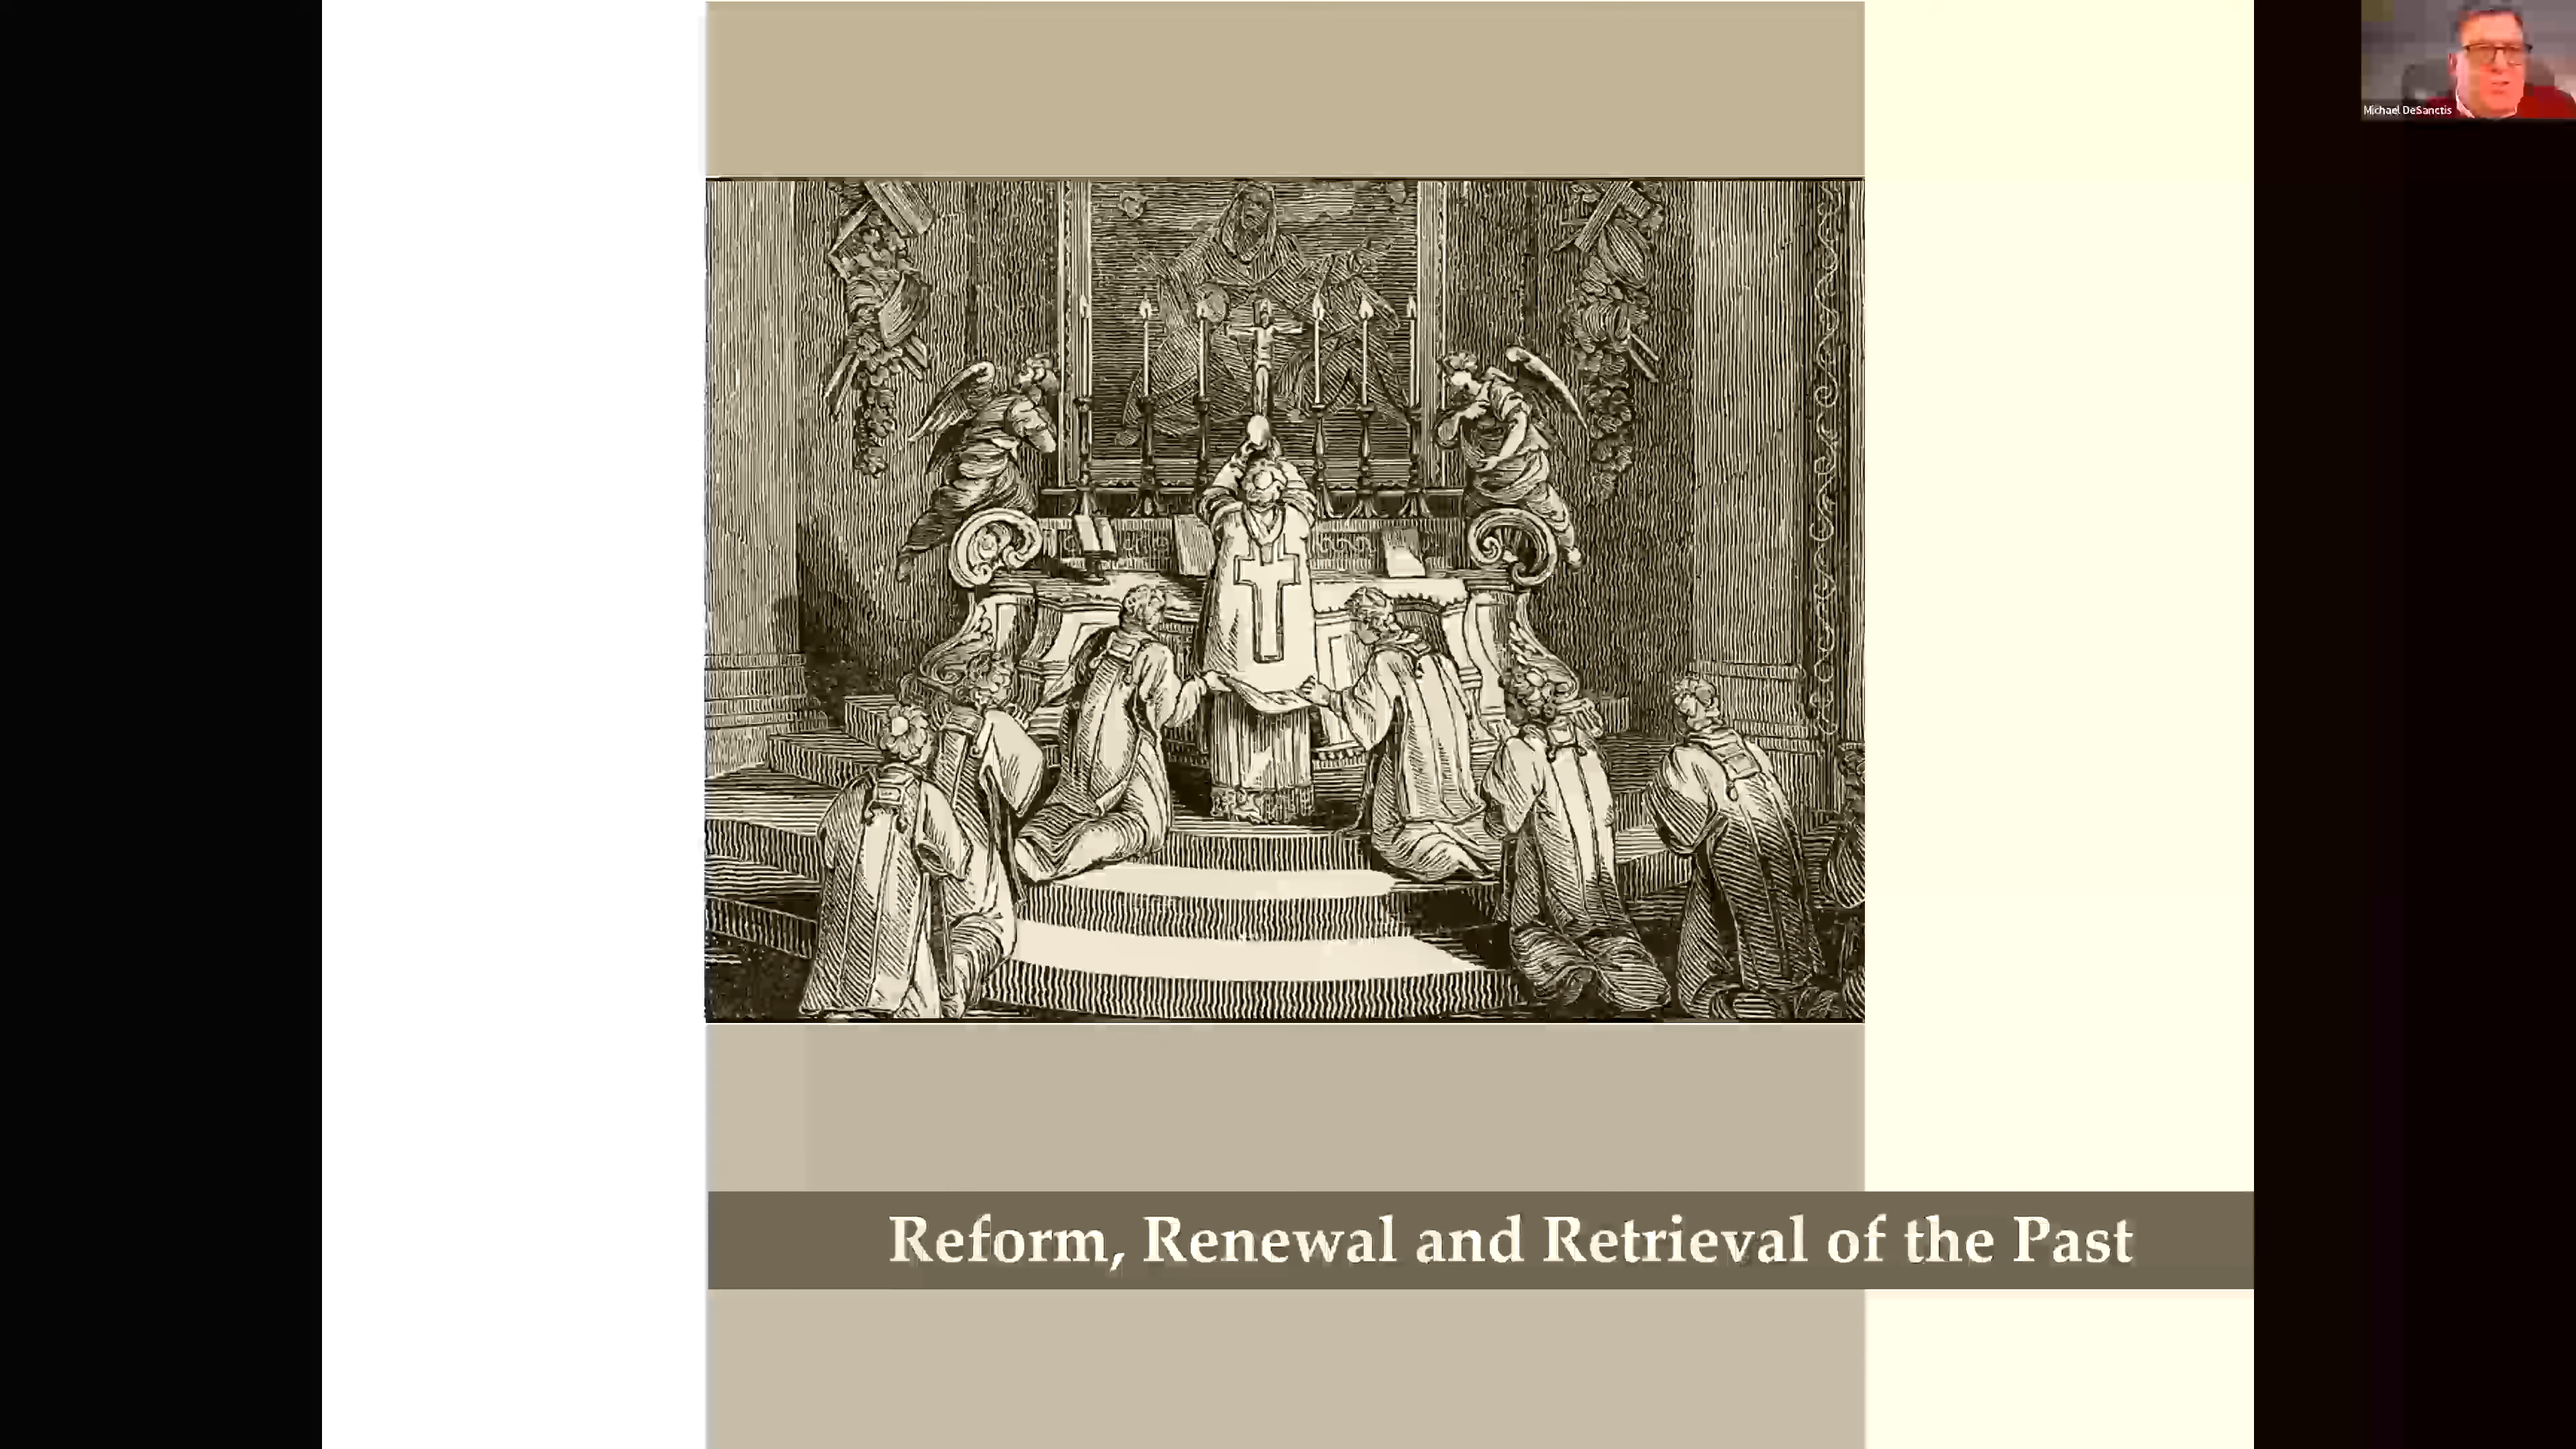 Michael DeSanctis
Reform, Renewal and Retrieval of the Past